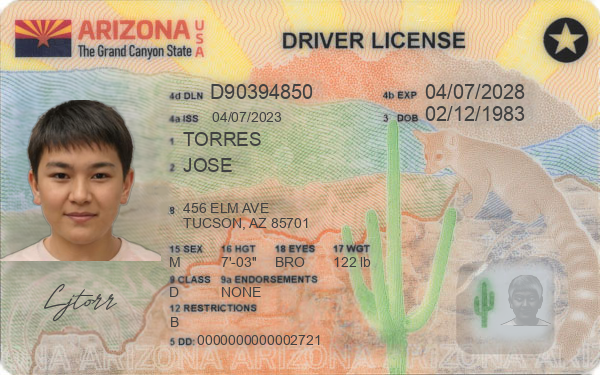 ARIZONA USA
The Grand Canyon State
DRIVER LICENSE
4d DLN D90394850
4b EXP 04/07/2028
4a ISS 04/07/2023
3 DOB 02/12/1983
1 TORRES
2 JOSE
8 456 ELM AVE
TUCSON, AZ 85701
15 SEX 16 HGT 18 EYES 17 WGT
M 7'-03" BRO 122 lb
9 CLASS 9a ENDORSEMENTS
D NONE
12 RESTRICTIONS
B
5 DD: 0000000000002721
ARIZONA ARIZONA ARIZONA ARIZONA